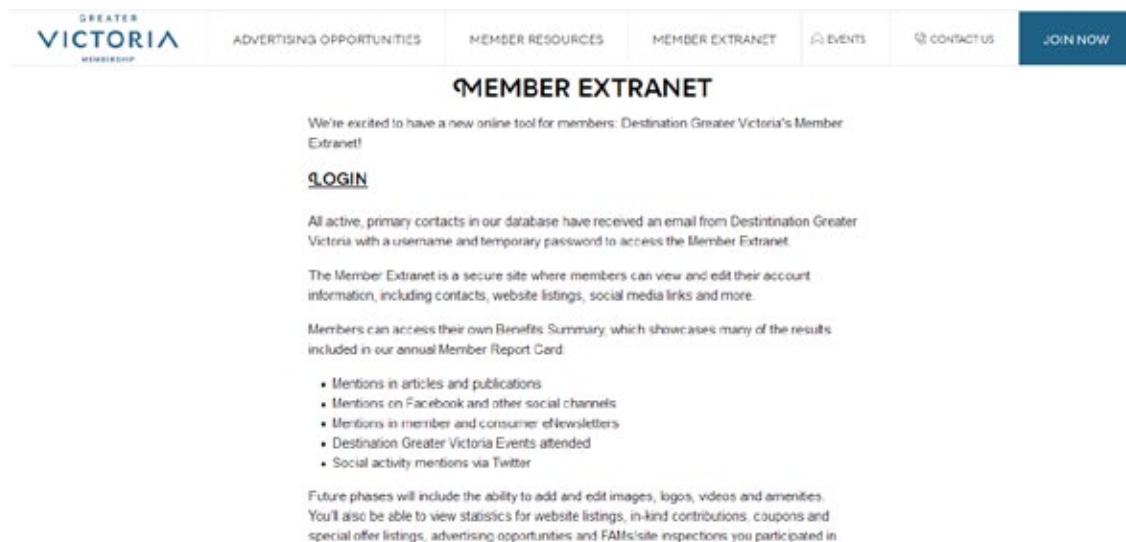 GREATER
VICTORIA
MEMBERSHIP
ADVERTISING OPPORTUNITIES
MEMBER RESOURCES
MEMBER EXTRANET
EVENTS
CONTACT US
JOIN NOW
MEMBER EXTRANET
We're excited to have a new online tool for members: Destination Greater Victoria's Member
Extranet!
LOGIN
All active, primary contacts in our database have received an email from Destintination Greater
Victoria with a username and temporary password to access the Member Extranet.
The Member Extranet is a secure site where members can view and edit their account
information, including contacts, website listings, social media links and more.
Members can access their own Benefits Summary, which showcases many of the results
included in our annual Member Report Card:
• Mentions in articles and publications
• Mentions on Facebook and other social channels
• Mentions in member and consumer eNewsletters
• Destination Greater Victoria Events attended
• Social activity mentions via Twitter
Future phases will include the ability to add and edit images, logos, videos and amenities.
You'll also be able to view statistics for website listings, in-kind contributions, coupons and
special offer listings, advertising opportunities and FAMs/site inspections you participated in